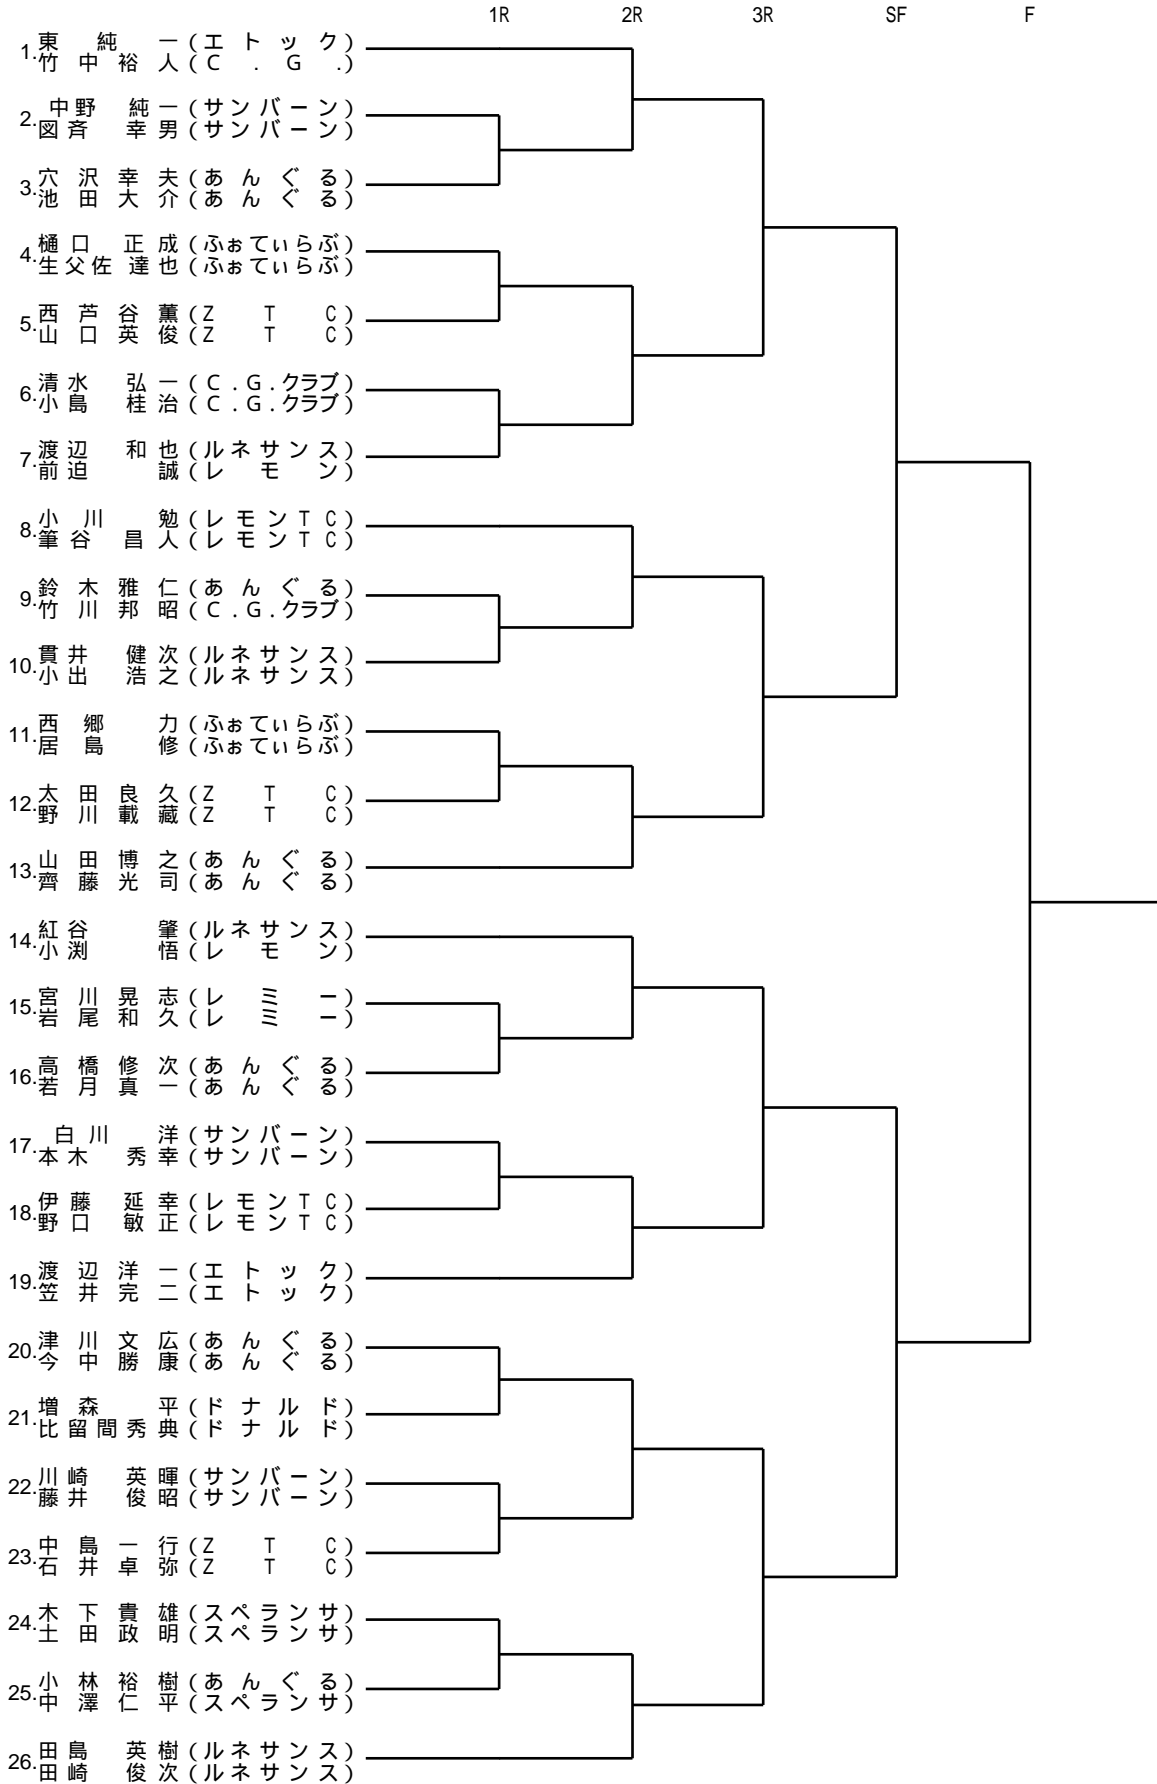 1R 2R 3R SF F
1. 東 純一 (エトック)
竹中裕人 (C.G.)
2. 中野 純一 (サンバーン)
図斉 幸男 (サンバーン)
3. 穴沢幸夫 (あんぐる)
池田大介 (あんぐる)
4. 樋口 正成 (ふぉてぃらぶ)
生父佐 達也 (ふぉてぃらぶ)
5. 西芦谷薫 (ZTC)
山口英俊 (ZTC)
6. 清水 弘一 (C.G.クラブ)
小島 桂治 (C.G.クラブ)
7. 渡辺 和也 (ルネサンス)
前迫 誠 (レモン)
8. 小川 勉 (レモンTC)
筆谷 昌人 (レモンTC)
9. 鈴木雅仁 (あんぐる)
竹川邦昭 (C.G.クラブ)
10. 貫井 健次 (ルネサンス)
小出 浩之 (ルネサンス)
11. 西郷 力 (ふぉてぃらぶ)
居島 修 (ふぉてぃらぶ)
12. 太田良久 (ZTC)
野川載蔵 (ZTC)
13. 山田博之 (あんぐる)
齊藤光司 (あんぐる)
14. 紅谷 肇 (ルネサンス)
小渕 悟 (レモン)
15. 宮川晃志 (レミー)
岩尾和久 (レミー)
16. 高橋修次 (あんぐる)
若月真一 (あんぐる)
17. 白川 洋 (サンバーン)
本木 秀幸 (サンバーン)
18. 伊藤 延幸 (レモンTC)
野口 敏正 (レモンTC)
19. 渡辺洋一 (エトック)
笠井完二 (エトック)
20. 津川文広 (あんぐる)
今中勝康 (あんぐる)
21. 増森 平 (ドナルド)
比留間秀典 (ドナルド)
22. 川崎 英暉 (サンバーン)
藤井 俊昭 (サンバーン)
23. 中島一行 (ZTC)
石井卓弥 (ZTC)
24. 木下貴雄 (スペランサ)
土田政明 (スペランサ)
25. 小林裕樹 (あんぐる)
中澤仁平 (スペランサ)
26. 田島 英樹 (ルネサンス)
田崎 俊次 (ルネサンス)